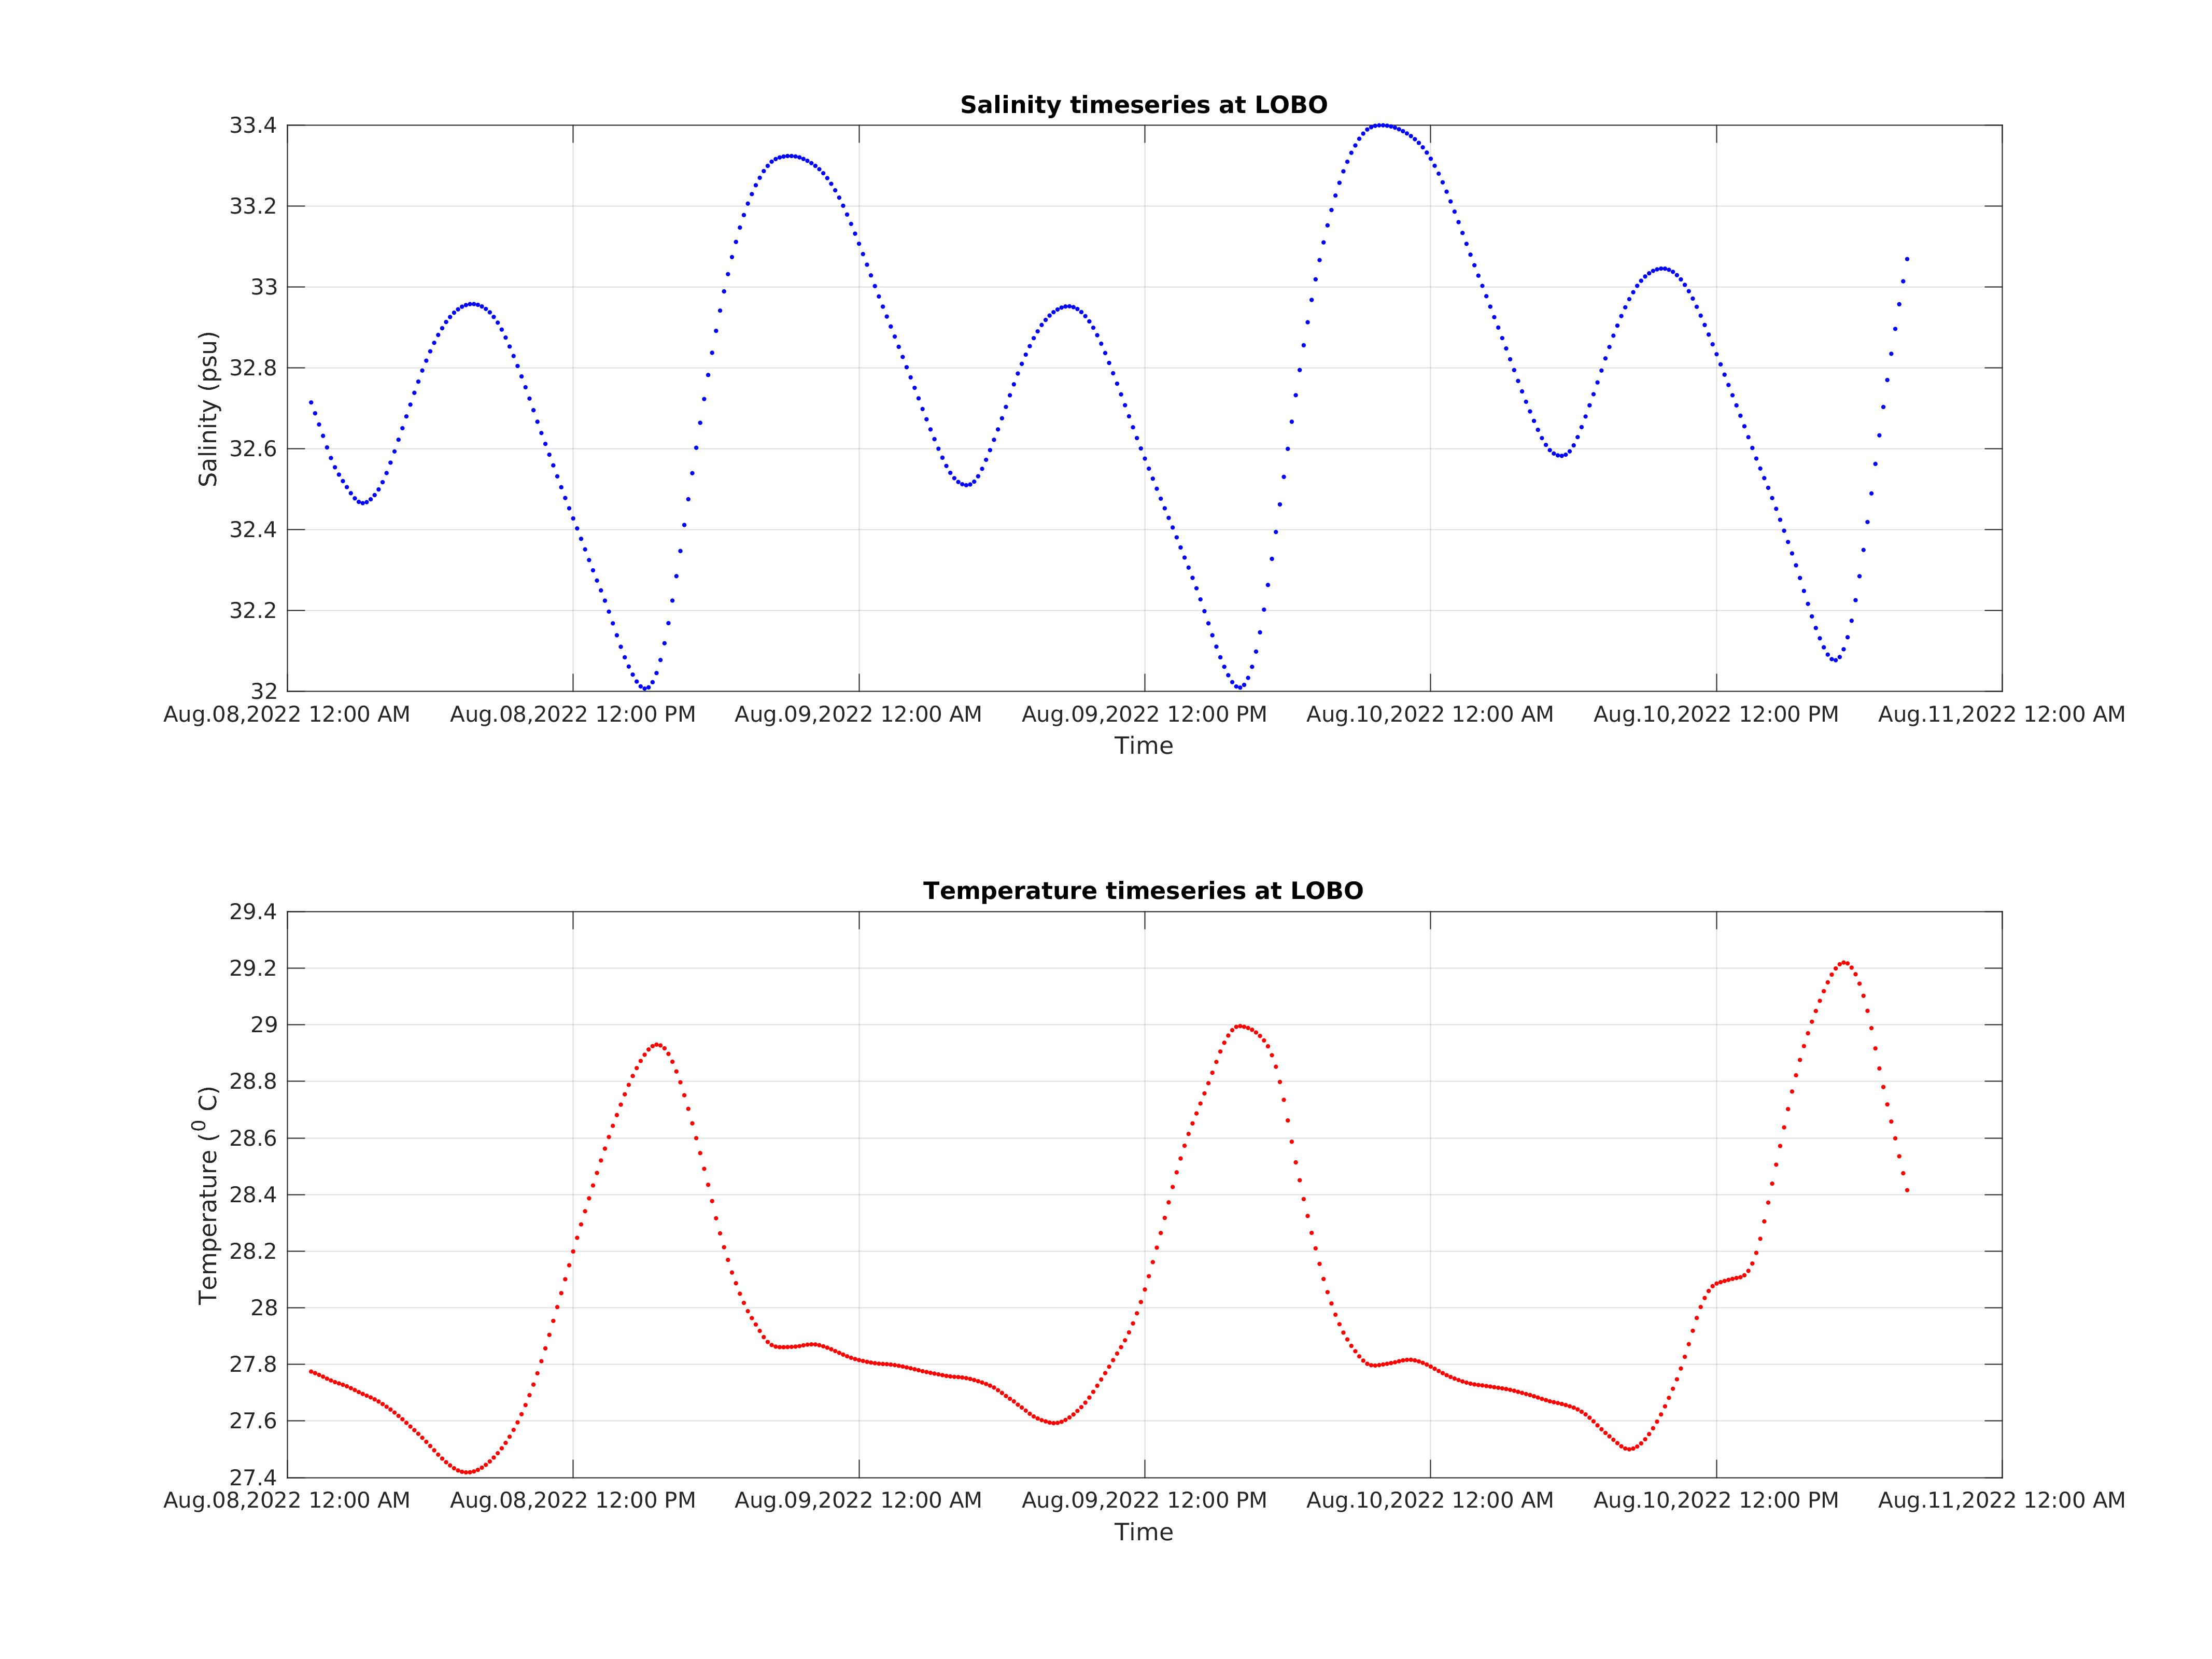 Salinity timeseries at LOBO
33.4
33.2
33
32.8
32.6
32.4
32.2
32
Salinity (psu)
Aug.08,2022 12:00 AM Aug.08,2022 12:00 PM Aug.09,2022 12:00 AM Aug.09,2022 12:00 PM Aug.10,2022 12:00 AM Aug.10,2022 12:00 PM Aug.11,2022 12:00 AM
Time
Temperature timeseries at LOBO
29.4
29.2
29
28.8
28.6
28.4
28.2
28
27.8
27.6
27.4
Temperature (⁰ C)
Aug.08,2022 12:00 AM Aug.08,2022 12:00 PM Aug.09,2022 12:00 AM Aug.09,2022 12:00 PM Aug.10,2022 12:00 AM Aug.10,2022 12:00 PM Aug.11,2022 12:00 AM
Time